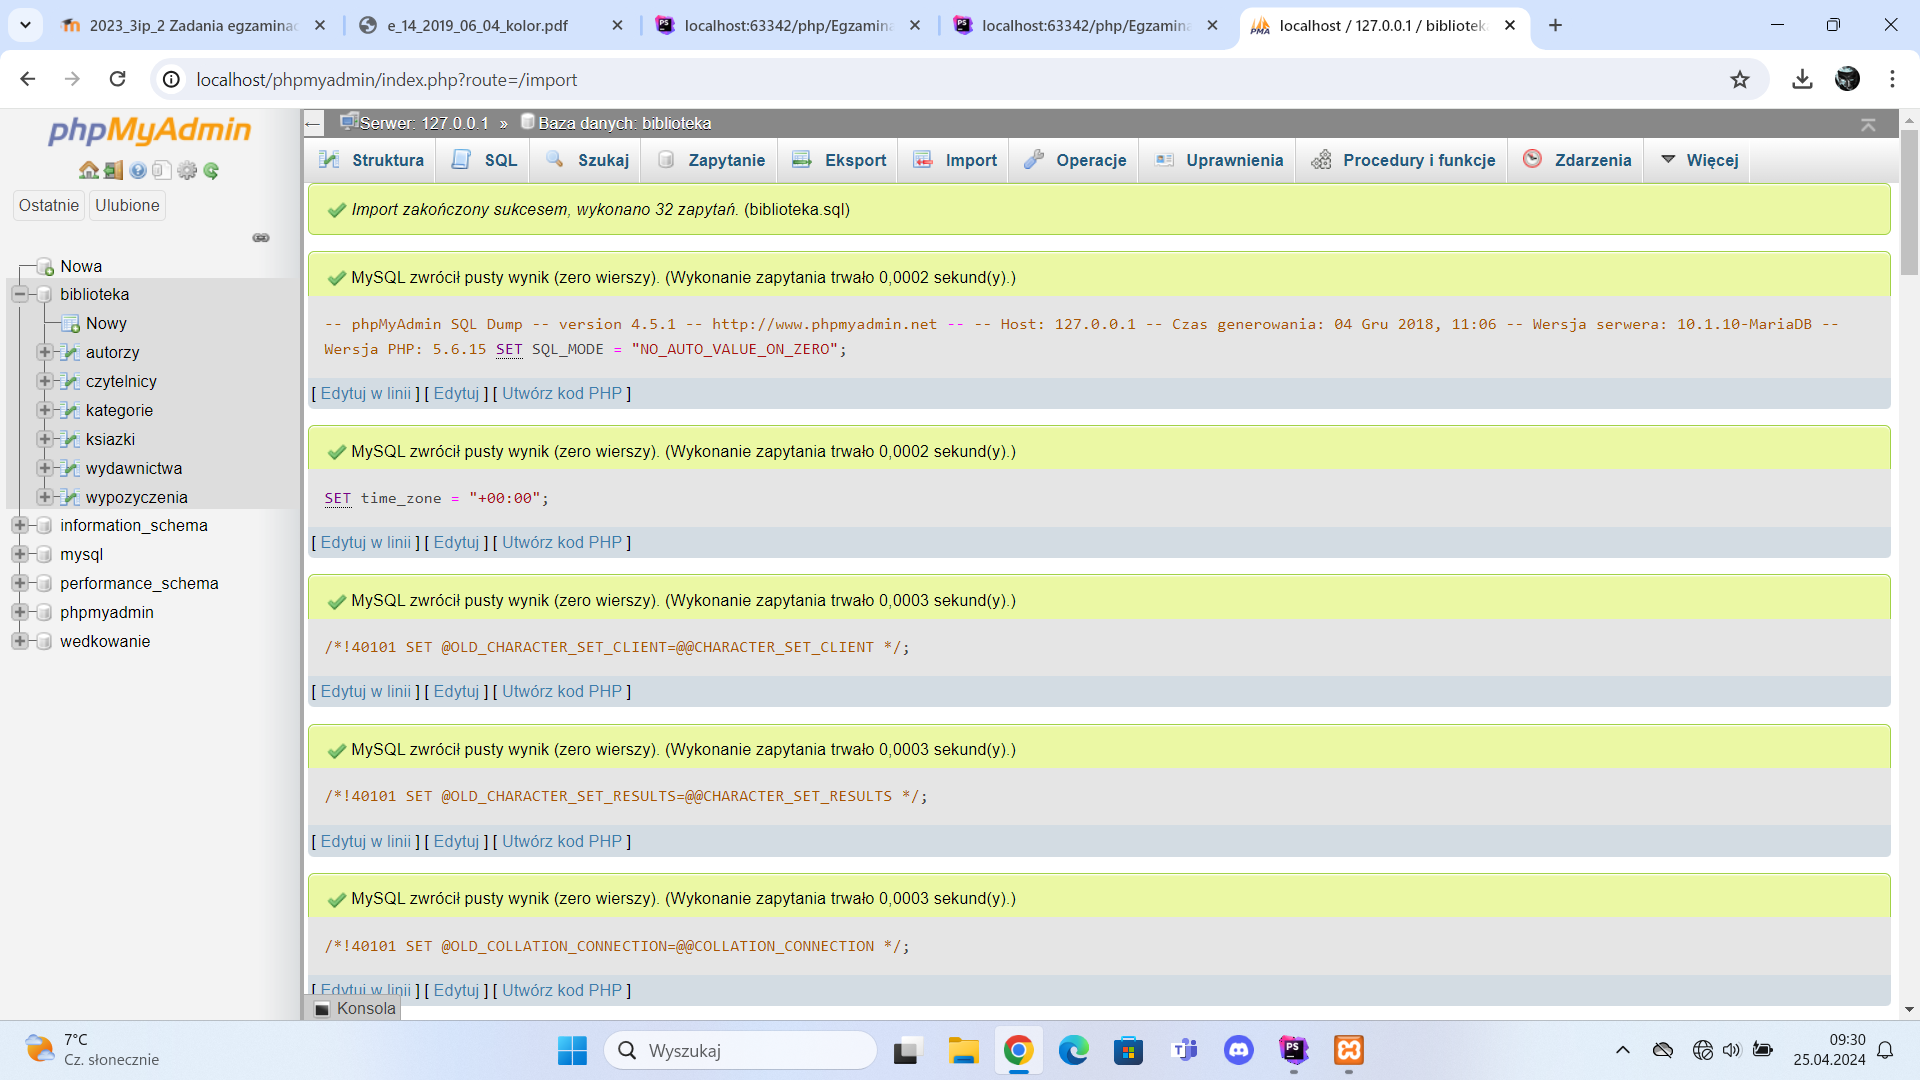 2023_3ip_2 Zadania egzaminac
e_14_2019_06_04_kolor.pdf
localhost:63342/php/Egzamina
localhost:63342/php/Egzamina
localhost / 127.0.0.1 / bibliotek
localhost/phpmyadmin/index.php?route=/import
phpMyAdmin
Ostatnie
Ulubione
Nowa
biblioteka
Nowy
autorzy
czytelnicy
kategorie
ksiazki
wydawnictwa
wypozyczenia
information_schema
mysql
performance_schema
phpmyadmin
wedkowanie
Serwer: 127.0.0.1 » Baza danych: biblioteka
Struktura
SQL
Szukaj
Zapytanie
Eksport
Import
Operacje
Uprawnienia
Procedury i funkcje
Zdarzenia
Więcej
Import zakończony sukcesem, wykonano 32 zapytań. (biblioteka.sql)
MySQL zwrócił pusty wynik (zero wierszy). (Wykonanie zapytania trwało 0,0002 sekund(y).)
-- phpMyAdmin SQL Dump -- version 4.5.1 -- http://www.phpmyadmin.net -- -- Host: 127.0.0.1 -- Czas generowania: 04 Gru 2018, 11:06 -- Wersja serwera: 10.1.10-MariaDB --
Wersja PHP: 5.6.15 SET SQL_MODE = "NO_AUTO_VALUE_ON_ZERO";
[ Edytuj w linii ] [ Edytuj ] [ Utwórz kod PHP ]
MySQL zwrócił pusty wynik (zero wierszy). (Wykonanie zapytania trwało 0,0002 sekund(y).)
SET time_zone = "+00:00";
[ Edytuj w linii ] [ Edytuj ] [ Utwórz kod PHP ]
MySQL zwrócił pusty wynik (zero wierszy). (Wykonanie zapytania trwało 0,0003 sekund(y).)
/*!40101 SET @OLD_CHARACTER_SET_CLIENT=@@CHARACTER_SET_CLIENT */;
[ Edytuj w linii ] [ Edytuj ] [ Utwórz kod PHP ]
MySQL zwrócił pusty wynik (zero wierszy). (Wykonanie zapytania trwało 0,0003 sekund(y).)
/*!40101 SET @OLD_CHARACTER_SET_RESULTS=@@CHARACTER_SET_RESULTS */;
[ Edytuj w linii ] [ Edytuj ] [ Utwórz kod PHP ]
MySQL zwrócił pusty wynik (zero wierszy). (Wykonanie zapytania trwało 0,0003 sekund(y).)
/*!40101 SET @OLD_COLLATION_CONNECTION=@@COLLATION_CONNECTION */;
[ Edytuj w linii ] [ Edytuj ] [ Utwórz kod PHP ]
Konsola
7°C
Cz. słonecznie
Wyszukaj
09:30
25.04.2024